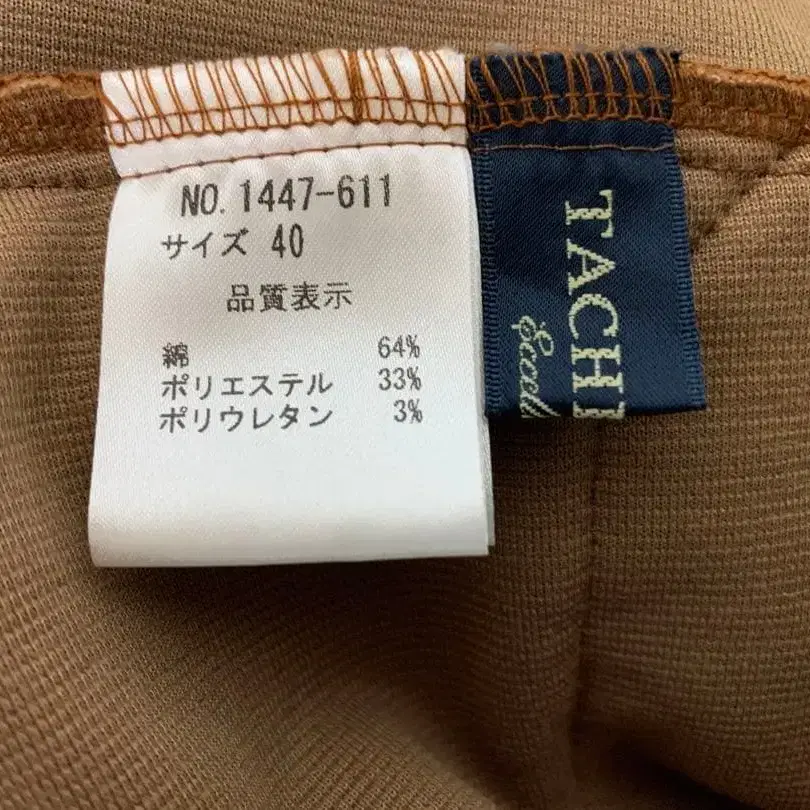 NO. 1447-611
サイズ 40
品質表示
綿 64%
ポリエステル 33%
ポリウレタン 3%
TACH